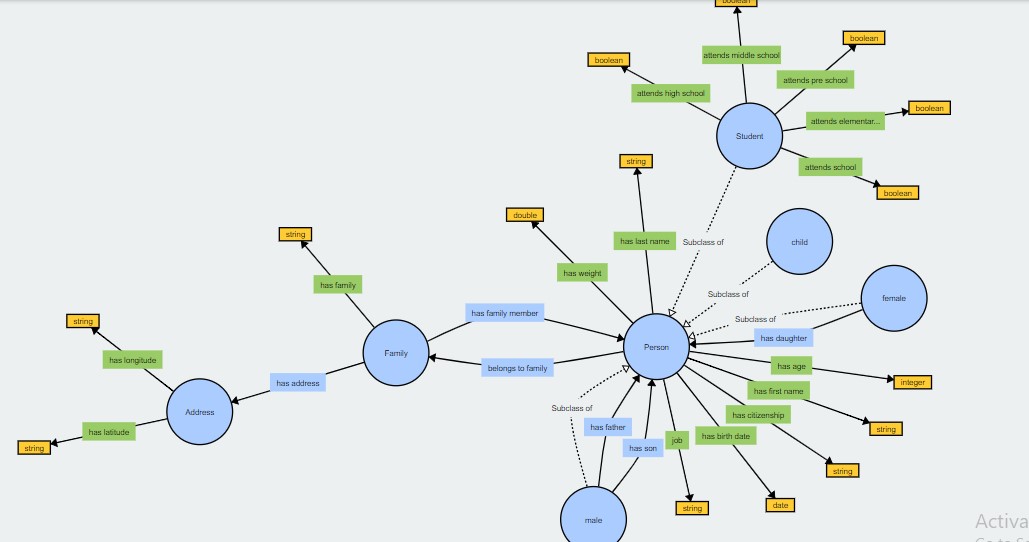 boolean
boolean
attends middle school
boolean
attends pre school
attends high school
boolean
attends elementar...
Student
string
attends school
boolean
double
string
has last name
Subclass of
child
has weight
has family
Subclass of
female
string
has family member
Subclass of
has daughter
Person
Family
has longitude
belongs to family
has age
integer
has address
has first name
Subclass of
Address
has citizenship
has father
string
has latitude
has birth date
job
string
has son
string
string
date
male
Activa